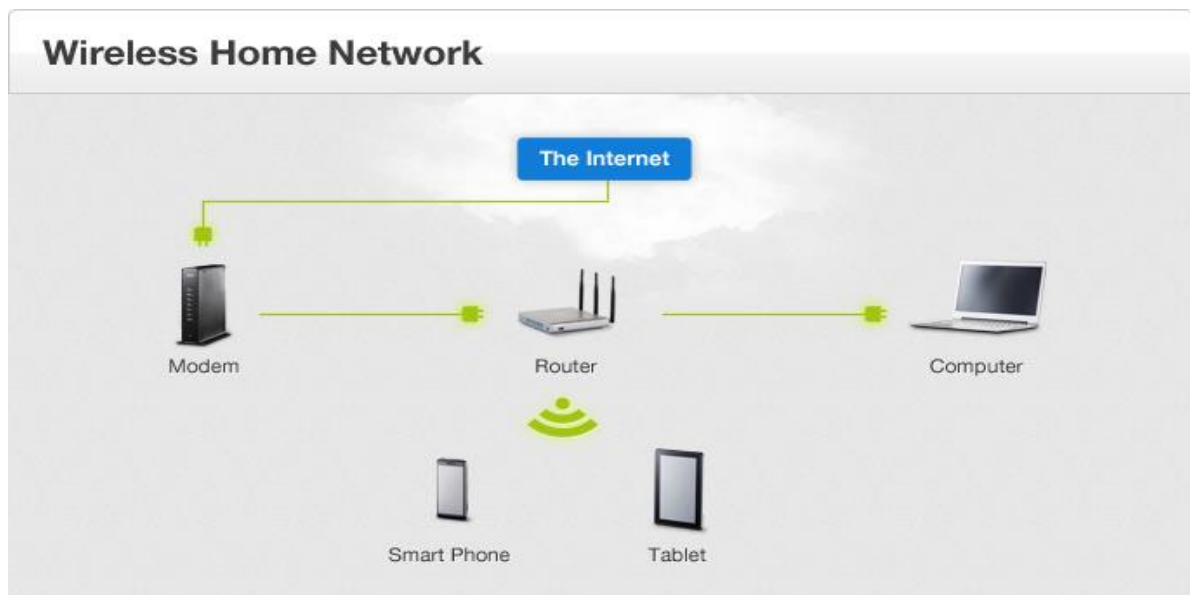 Wireless Home Network
The Internet
Modem
Router
Computer
Smart Phone
Tablet